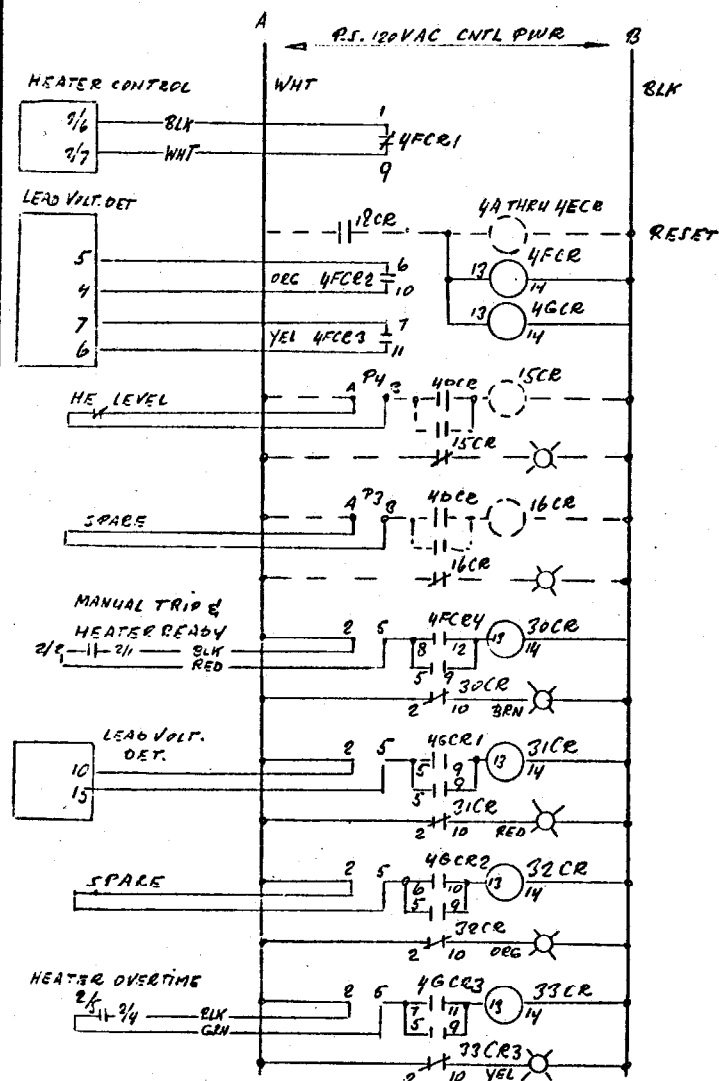 A
P.S. 120VAC CNTL PWR
B
HEATER CONTROL
WHT
BLK
2/6 BLK 1
4FCR1
2/7 WHT 9
LEAD VOLT. DET
18CR
4A THRU 4ECR
RESET
5 6
4FCR
13 14
ORG 4FCR2
4 10
4GCR
13 14
7 7
YEL 4FCR3
6 11
HE LEVEL
A P4 B
4DCR
15CR
15CR
SPARE
A P3 B
4DCR
16CR
16CR
MANUAL TRIP &
HEATER READY
2/2 2/1 BLK
RED
2 5
4FCR4
8 12
13 30CR
14
5 9
30CR
2 10 BRN
LEAD VOLT.
DET.
10
15
2 5
4GCR1
5 9
13 31CR
14
5 9
31CR
2 10 RED
SPARE
2 5
4GCR2
6 10
13 32CR
14
5 9
32CR
2 10 ORG
HEATER OVERTIME
2/5 2/4 BLK
GRN
2 5
4GCR3
7 11
13 33CR
14
5 9
33CR3
2 10 YEL